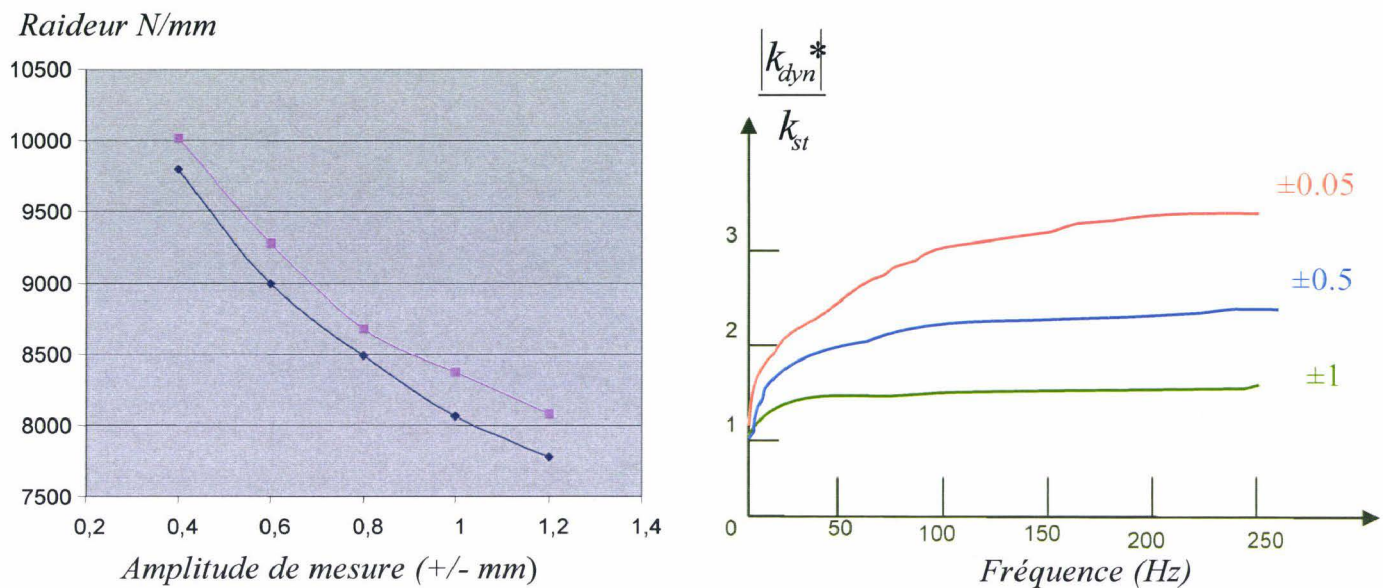 Raideur N/mm
10500
10000
9500
9000
8500
8000
7500
0,2 0,4 0,6 0,8 1 1,2 1,4
Amplitude de mesure (+/- mm)
|k_dyn*|
k_st
3
2
1
0 50 100 150 200 250
Fréquence (Hz)
±0.05
±0.5
±1